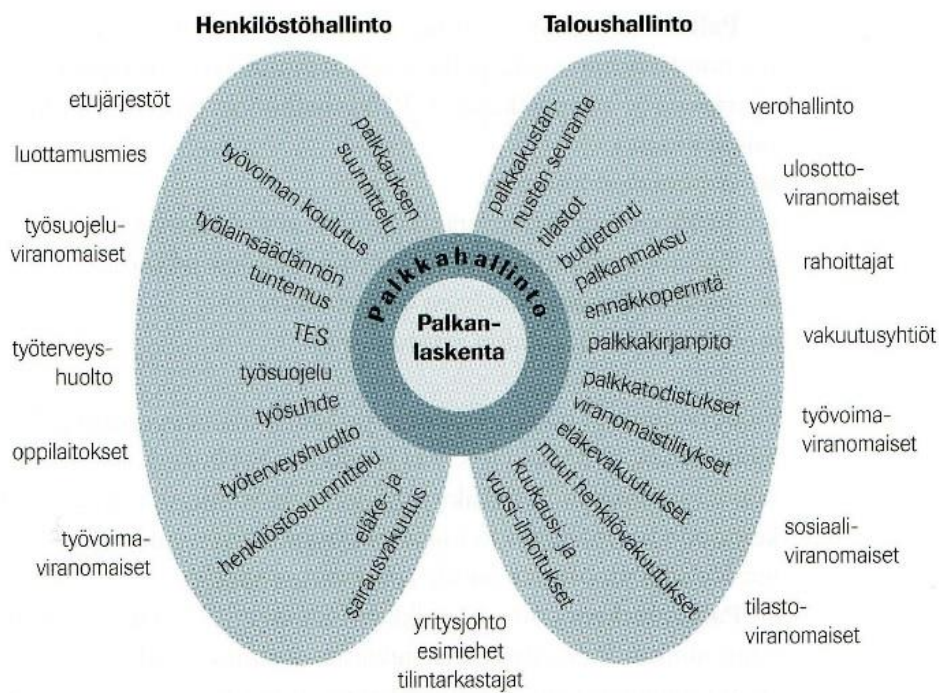 Henkilöstöhallinto
Taloushallinto
etujärjestöt
luottamusmies
työsuojelu-
viranomaiset
työterveys-
huolto
oppilaitokset
työvoima-
viranomaiset
palkkauksen
suunnittelu
työvoiman koulutus
työlainsäädännön
tuntemus
TES
työsuojelu
työsuhde
työterveyshuolto
henkilöstösuunnittelu
eläke- ja
sairausvakuutus
Palkkahallinto
Palkan-
laskenta
palkkakustan-
nusten seuranta
tilastot
budjetointi
palkanmaksu
ennakkoperintä
palkkakirjanpito
palkkatodistukset
viranomaistilitykset
eläkevakuutukset
muut henkilövakuutukset
kuukausi- ja
vuosi-ilmoitukset
verohallinto
ulosotto-
viranomaiset
rahoittajat
vakuutusyhtiöt
työvoima-
viranomaiset
sosiaali-
viranomaiset
tilasto-
viranomaiset
yritysjohto
esimiehet
tilintarkastajat